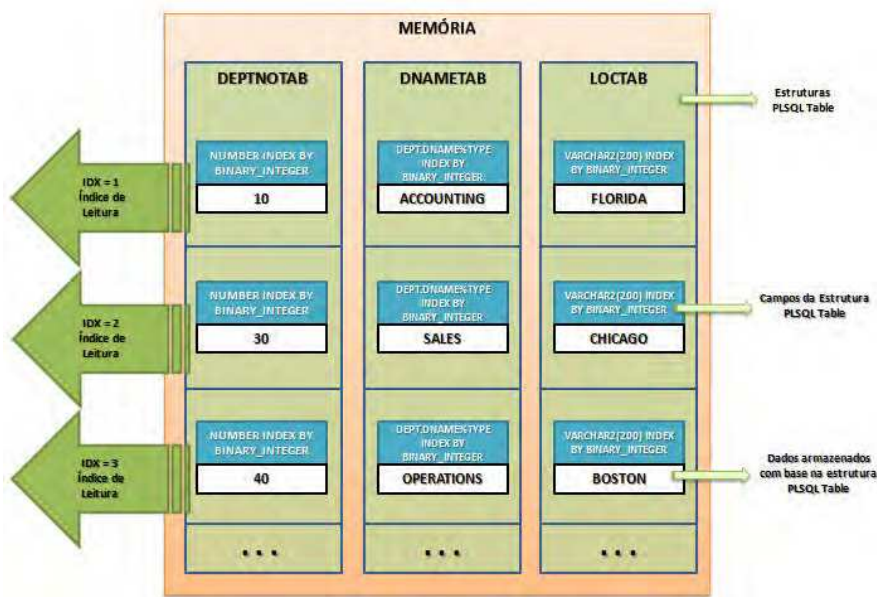 MEMÓRIA
DEPTNOTAB
DNAMETAB
LOCTAB
Estruturas
PLSQL Table
IDX = 1
Índice de
Leitura
NUMBER INDEX BY
BINARY_INTEGER
10
DEPT.DNAME%TYPE
INDEX BY
BINARY_INTEGER
ACCOUNTING
VARCHAR2(200) INDEX
BY BINARY_INTEGER
FLORIDA
IDX = 2
Índice de
Leitura
NUMBER INDEX BY
BINARY_INTEGER
30
DEPT.DNAME%TYPE
INDEX BY
BINARY_INTEGER
SALES
VARCHAR2(200) INDEX
BY BINARY_INTEGER
CHICAGO
Campos da Estrutura
PLSQL Table
IDX = 3
Índice de
Leitura
NUMBER INDEX BY
BINARY_INTEGER
40
DEPT.DNAME%TYPE
INDEX BY
BINARY_INTEGER
OPERATIONS
VARCHAR2(200) INDEX
BY BINARY_INTEGER
BOSTON
Dados armazenados
com base na estrutura
PLSQL Table
...
...
...